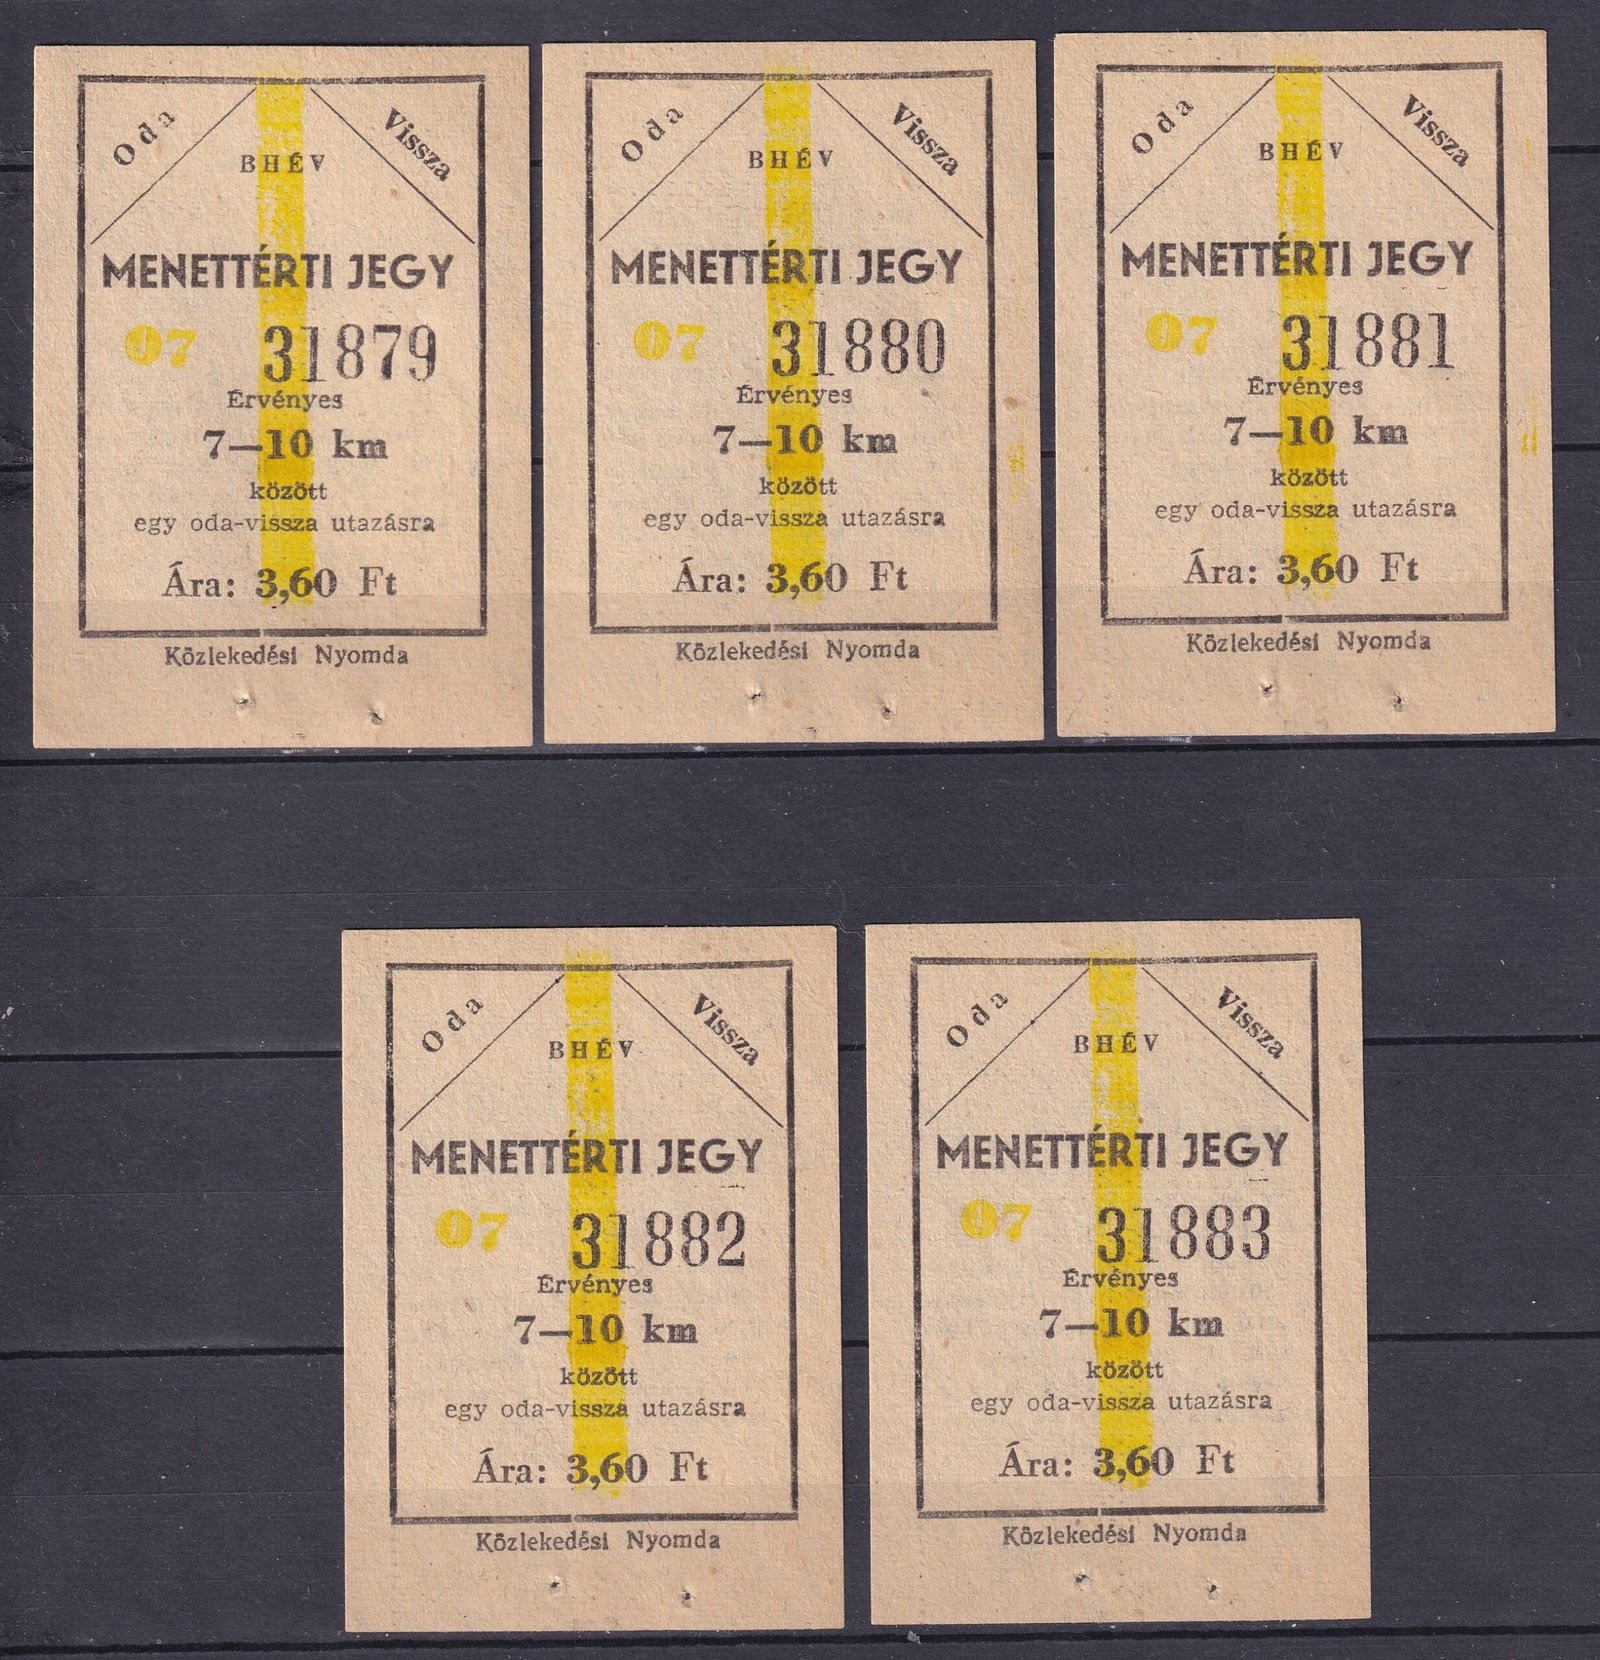 Oda
Vissza
BHÉV
MENETTÉRTI JEGY
07 31879
Érvényes
7—10 km
között
egy oda-vissza utazásra
Ára: 3,60 Ft
Közlekedési Nyomda
Oda
Vissza
BHÉV
MENETTÉRTI JEGY
07 31880
Érvényes
7—10 km
között
egy oda-vissza utazásra
Ára: 3,60 Ft
Közlekedési Nyomda
Oda
Vissza
BHÉV
MENETTÉRTI JEGY
07 31881
Érvényes
7—10 km
között
egy oda-vissza utazásra
Ára: 3,60 Ft
Közlekedési Nyomda
Oda
Vissza
BHÉV
MENETTÉRTI JEGY
07 31882
Érvényes
7—10 km
között
egy oda-vissza utazásra
Ára: 3,60 Ft
Közlekedési Nyomda
Oda
Vissza
BHÉV
MENETTÉRTI JEGY
07 31883
Érvényes
7—10 km
között
egy oda-vissza utazásra
Ára: 3,60 Ft
Közlekedési Nyomda